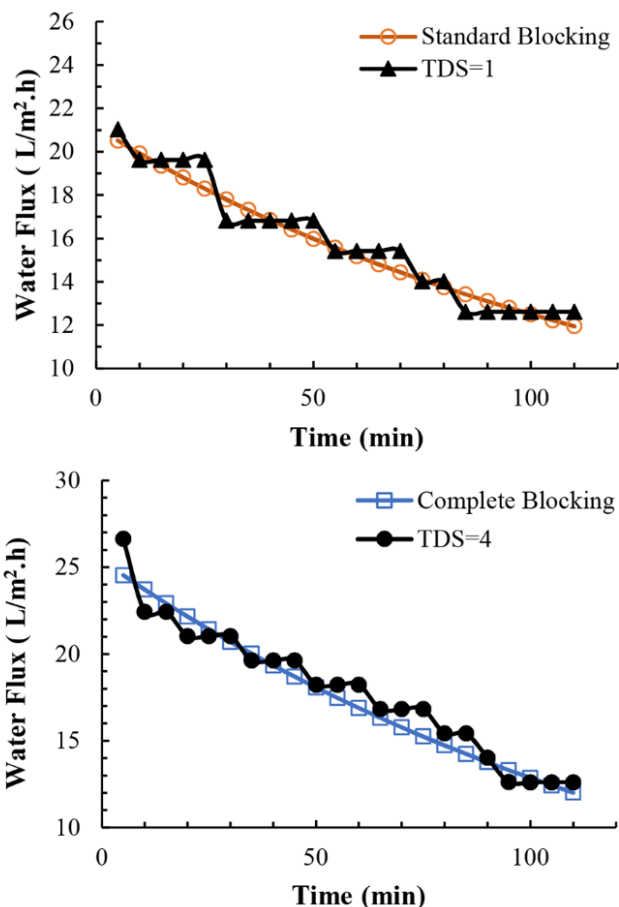 26
24
22
20
18
16
14
12
10
Water Flux ( L/m².h)
Standard Blocking
TDS=1
0
50
100
Time (min)
30
25
20
15
10
Water Flux ( L/m².h)
Complete Blocking
TDS=4
0
50
100
Time (min)